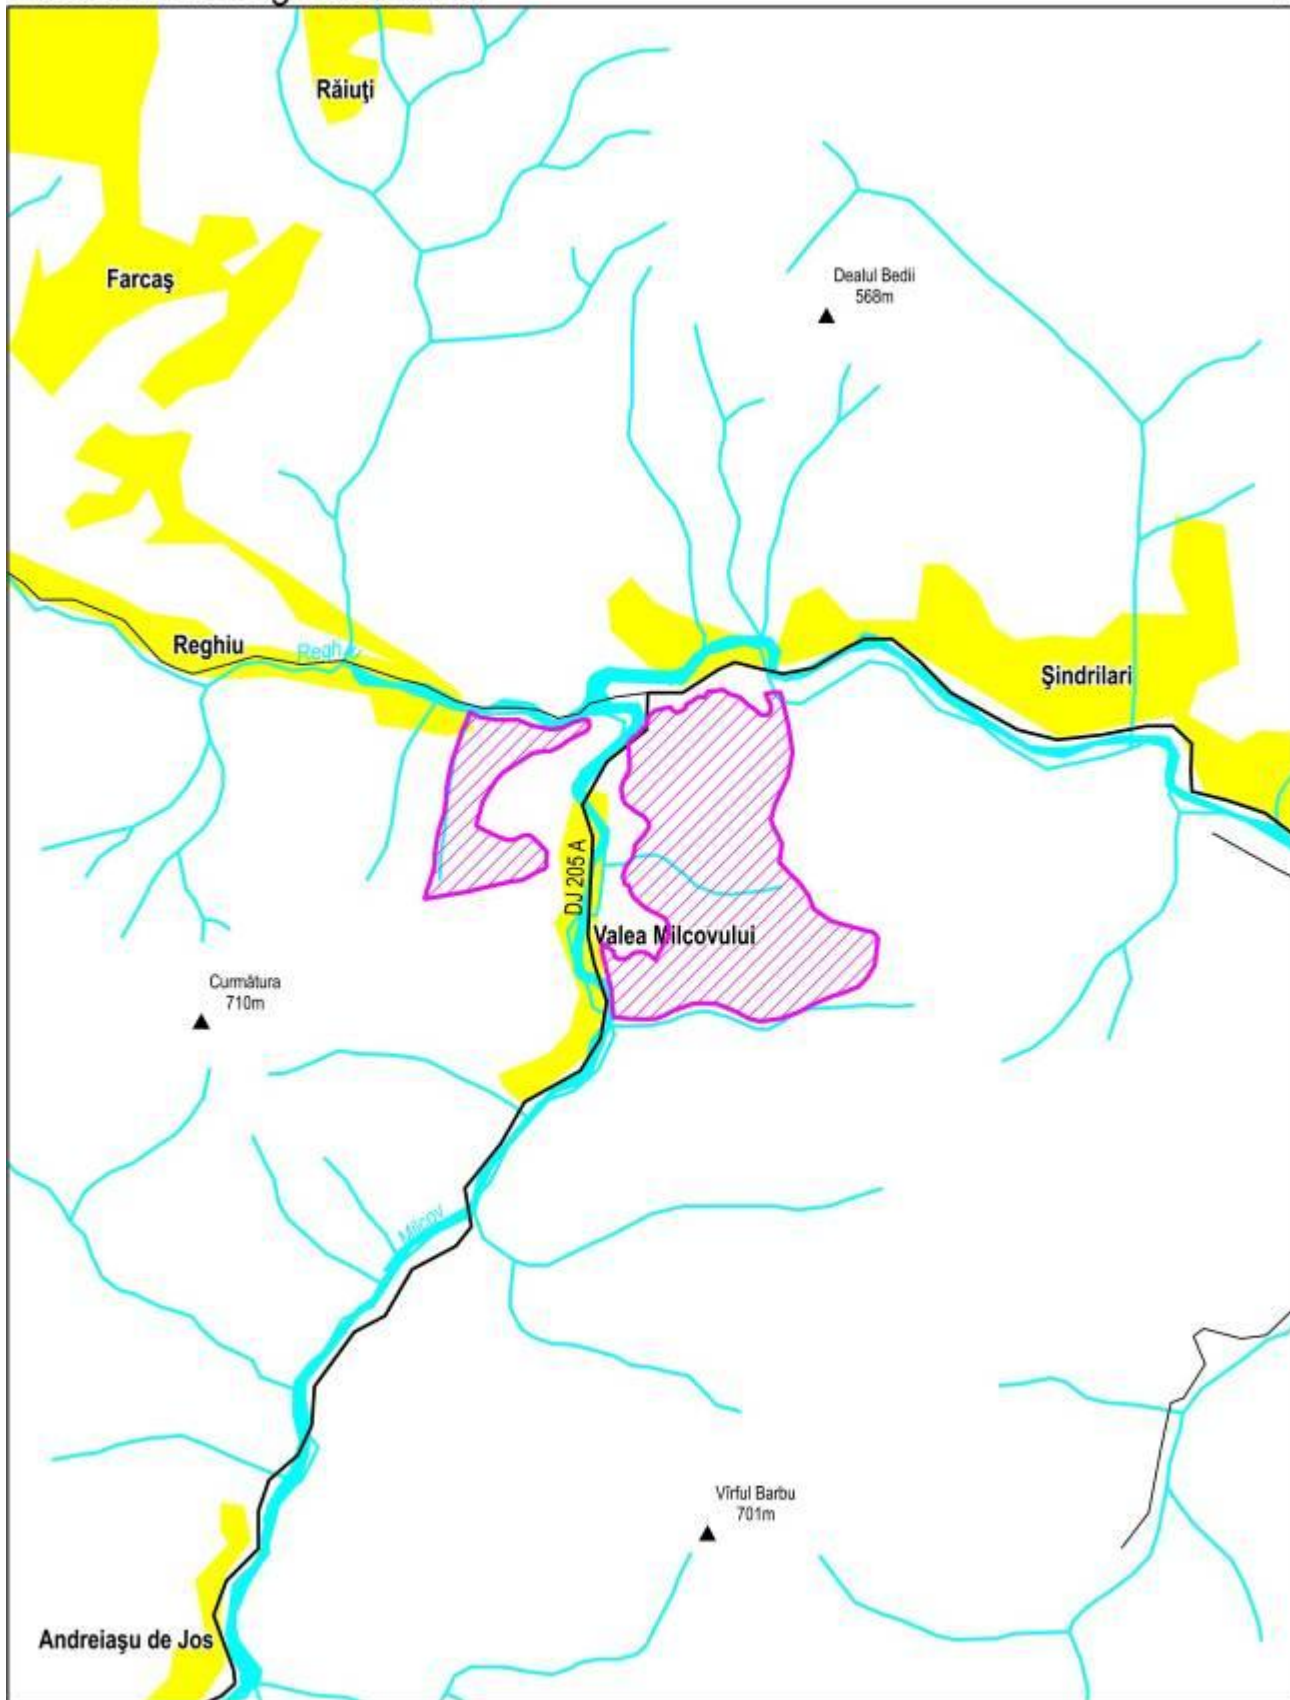 Răiuţi
Dealul Bedii
568m
Farcaş
Reghiu
Reghiu
Şindrilari
DJ 205 A
Valea Milcovului
Curmătura
710m
Milcov
Vîrful Barbu
701m
Andreiaşu de Jos